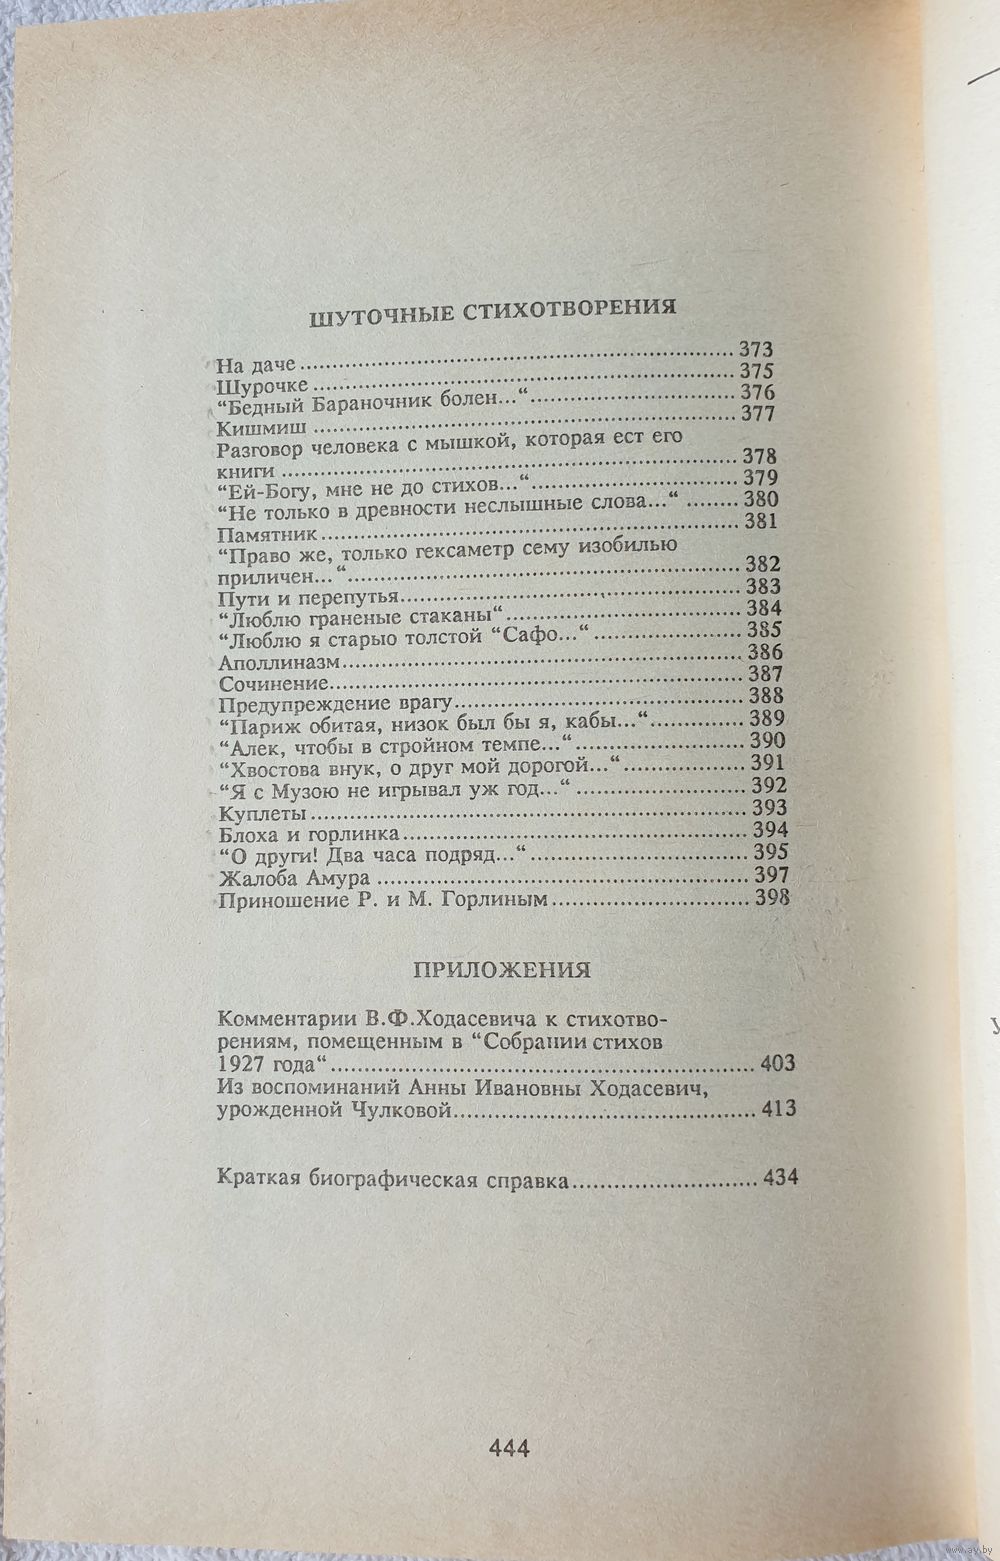 ШУТОЧНЫЕ СТИХОТВОРЕНИЯ
На даче.......................................................................373
Шурочке.....................................................................375
“Бедный Бараночник болен...“..................................376
Кишмиш.....................................................................377
Разговор человека с мышкой, которая ест его
книги..........................................................................378
“Ей-Богу, мне не до стихов...“..................................379
“Не только в древности неслышные слова...“........380
Памятник...................................................................381
“Право же, только гексаметр сему изобилью
приличен...“................................................................382
Пути и перепутья......................................................383
“Люблю граненые стаканы“......................................384
“Люблю я старью толстой “Сафо...“.......................385
Аполлиназм................................................................386
Сочинение..................................................................387
Предупреждение врагу.............................................388
“Париж обитая, низок был бы я, кабы...“..............389
“Алек, чтобы в стройном темпе...“..........................390
“Хвостова внук, о друг мой дорогой...“..................391
“Я с Музою не игрывал уж год...“..........................392
Куплеты.....................................................................393
Блоха и горлинка......................................................394
“О други! Два часа подряд...“..................................395
Жалоба Амура...........................................................397
Приношение Р. и М. Горлиным..............................398
ПРИЛОЖЕНИЯ
Комментарии В.Ф.Ходасевича к стихотво-
рениям, помещенным в “Собрании стихов
1927 года“..................................................................403
Из воспоминаний Анны Ивановны Ходасевич,
урожденной Чулковой...............................................413
Краткая биографическая справка............................434
444
www.ay.by